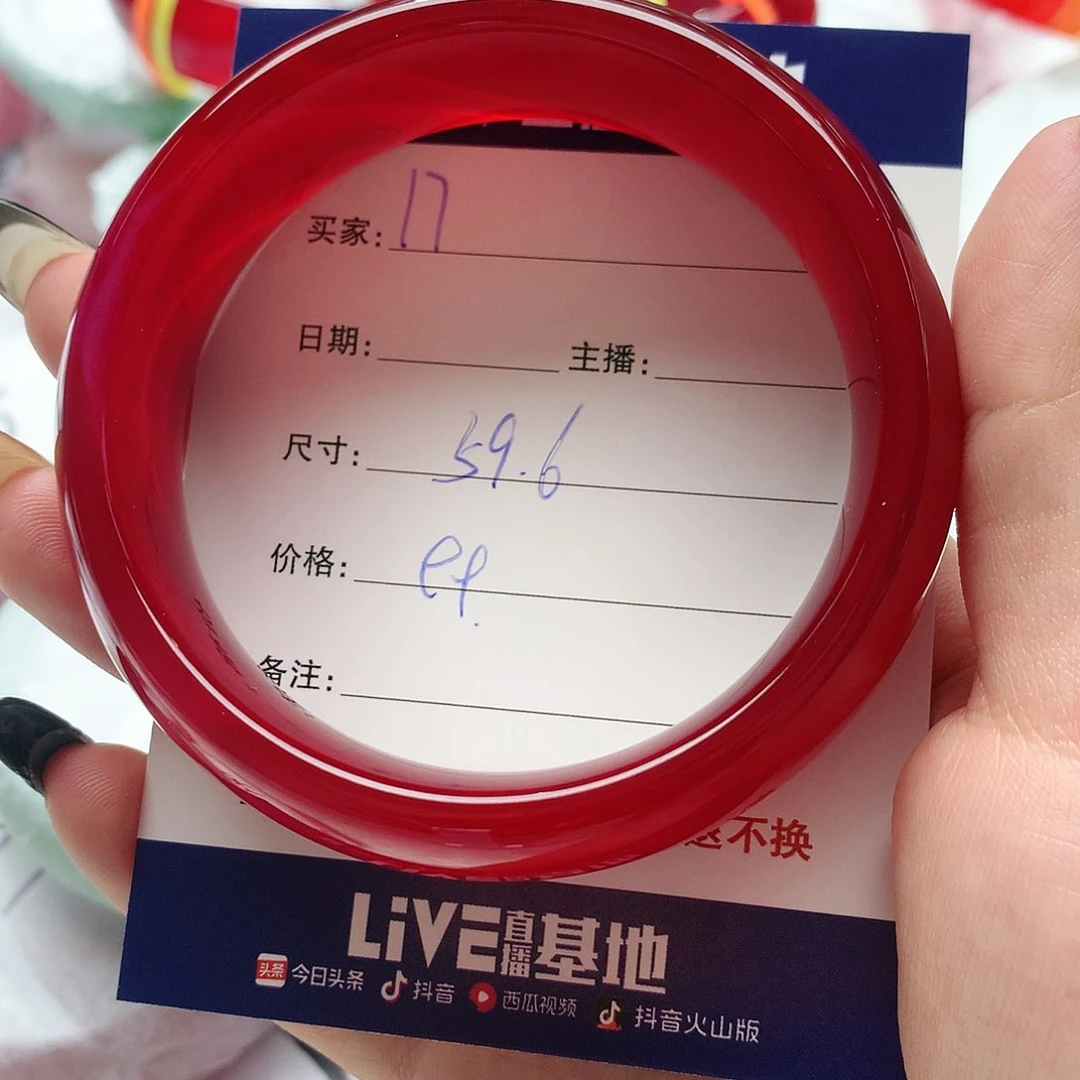 买家: 17
日期: 主播:
尺寸: 59.6
价格:
备注:
不换
LiVE直播基地
头条 今日头条 抖音 西瓜视频 抖音火山版